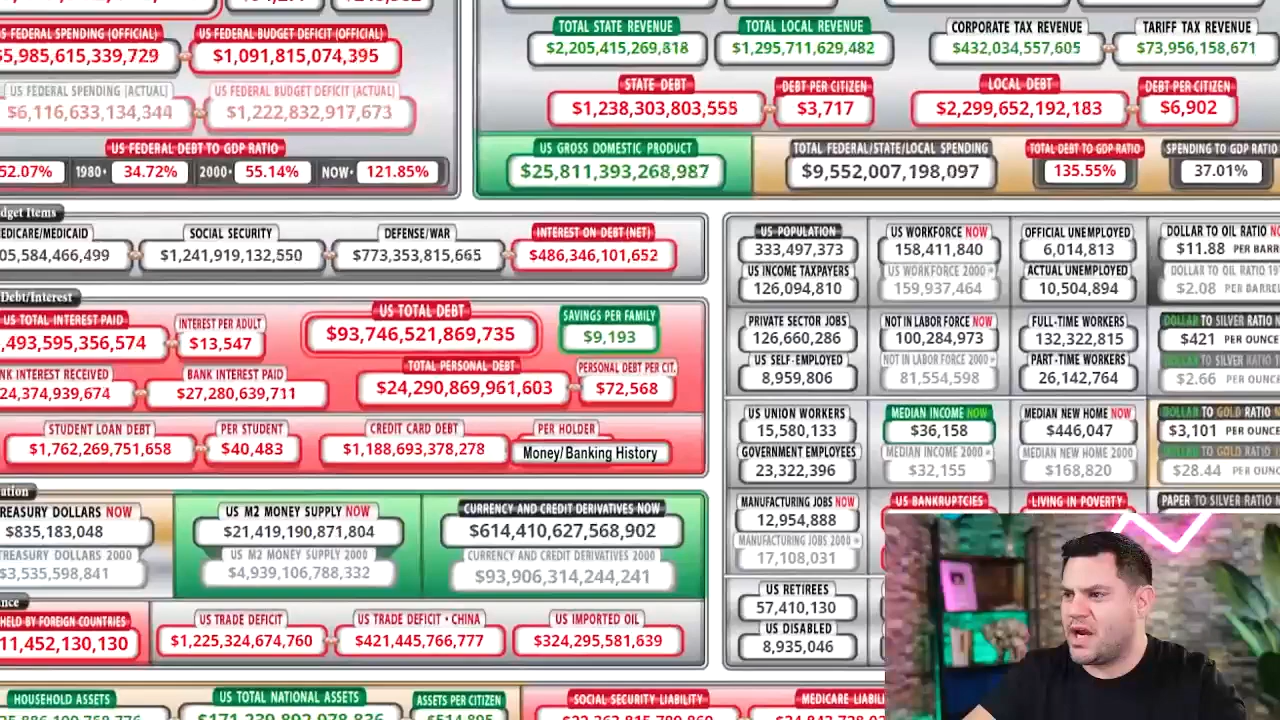 S FEDERAL SPENDING (OFFICIAL)
$5,985,615,339,729
US FEDERAL BUDGET DEFICIT (OFFICIAL)
$1,091,815,074,395
US FEDERAL SPENDING (ACTUAL)
$6,116,633,134,344
US FEDERAL BUDGET DEFICIT (ACTUAL)
$1,222,832,917,673
US FEDERAL DEBT TO GDP RATIO
52.07% 1980• 34.72% 2000• 55.14% NOW• 121.85%
TOTAL STATE REVENUE
$2,205,415,269,818
TOTAL LOCAL REVENUE
$1,295,711,629,482
CORPORATE TAX REVENUE
$432,034,557,605
TARIFF TAX REVENUE
$73,956,158,671
STATE DEBT
$1,238,303,803,555
DEBT PER CITIZEN
$3,717
LOCAL DEBT
$2,299,652,192,183
DEBT PER CITIZEN
$6,902
US GROSS DOMESTIC PRODUCT
$25,811,393,268,987
TOTAL FEDERAL/STATE/LOCAL SPENDING
$9,552,007,198,097
TOTAL DEBT TO GDP RATIO
135.55%
SPENDING TO GDP RATIO
37.01%
dget Items
EDICARE/MEDICAID
05,584,466,499
SOCIAL SECURITY
$1,241,919,132,550
DEFENSE/WAR
$773,353,815,665
INTEREST ON DEBT (NET)
$486,346,101,652
Debt/Interest
US TOTAL INTEREST PAID
,493,595,356,574
INTEREST PER ADULT
$13,547
US TOTAL DEBT
$93,746,521,869,735
SAVINGS PER FAMILY
$9,193
NK INTEREST RECEIVED
24,374,939,674
BANK INTEREST PAID
$27,280,639,711
TOTAL PERSONAL DEBT
$24,290,869,961,603
PERSONAL DEBT PER CIT.
$72,568
STUDENT LOAN DEBT
$1,762,269,751,658
PER STUDENT
$40,483
CREDIT CARD DEBT
$1,188,693,378,278
PER HOLDER
Money/Banking History
ation
REASURY DOLLARS NOW
$835,183,048
REASURY DOLLARS 2000
$3,535,598,841
US M2 MONEY SUPPLY NOW
$21,419,190,871,804
US M2 MONEY SUPPLY 2000
$4,939,106,788,332
CURRENCY AND CREDIT DERIVATIVES NOW
$614,410,627,568,902
CURRENCY AND CREDIT DERIVATIVES 2000
$93,906,314,244,241
nce
HELD BY FOREIGN COUNTRIES
11,452,130,130
US TRADE DEFICIT
$1,225,324,674,760
US TRADE DEFICIT • CHINA
$421,445,766,777
US IMPORTED OIL
$324,295,581,639
HOUSEHOLD ASSETS
US TOTAL NATIONAL ASSETS
ASSETS PER CITIZEN
SOCIAL SECURITY LIABILITY
MEDICARE LIABILI
US POPULATION
333,497,373
US INCOME TAXPAYERS
126,094,810
US WORKFORCE NOW
158,411,840
US WORKFORCE 2000
159,937,464
OFFICIAL UNEMPLOYED
6,014,813
ACTUAL UNEMPLOYED
10,504,894
DOLLAR TO OIL RATIO NO
$11.88 PER BARR
DOLLAR TO OIL RATIO 19
$2.08 PER BARRE
PRIVATE SECTOR JOBS
126,660,286
US SELF-EMPLOYED
8,959,806
NOT IN LABOR FORCE NOW
100,284,973
NOT IN LABOR FORCE 2000
81,554,598
FULL-TIME WORKERS
132,322,815
PART-TIME WORKERS
26,142,764
DOLLAR TO SILVER RATIO N
$421 PER OUNCE
DOLLAR TO SILVER RATIO
$2.66 PER OUNCE
US UNION WORKERS
15,580,133
GOVERNMENT EMPLOYEES
23,322,396
MEDIAN INCOME NOW
$36,158
MEDIAN INCOME 2000
$32,155
MEDIAN NEW HOME NOW
$446,047
MEDIAN NEW HOME 2000
$168,820
DOLLAR TO GOLD RATIO
$3,101 PER OUNCE
DOLLAR TO GOLD RATIO
$28.44 PER OUNC
MANUFACTURING JOBS NOW
12,954,888
MANUFACTURING JOBS 2000
17,108,031
US BANKRUPTCIES
LIVING IN POVERTY
PAPER TO SILVER RATIO
US RETIREES
57,410,130
US DISABLED
8,935,046